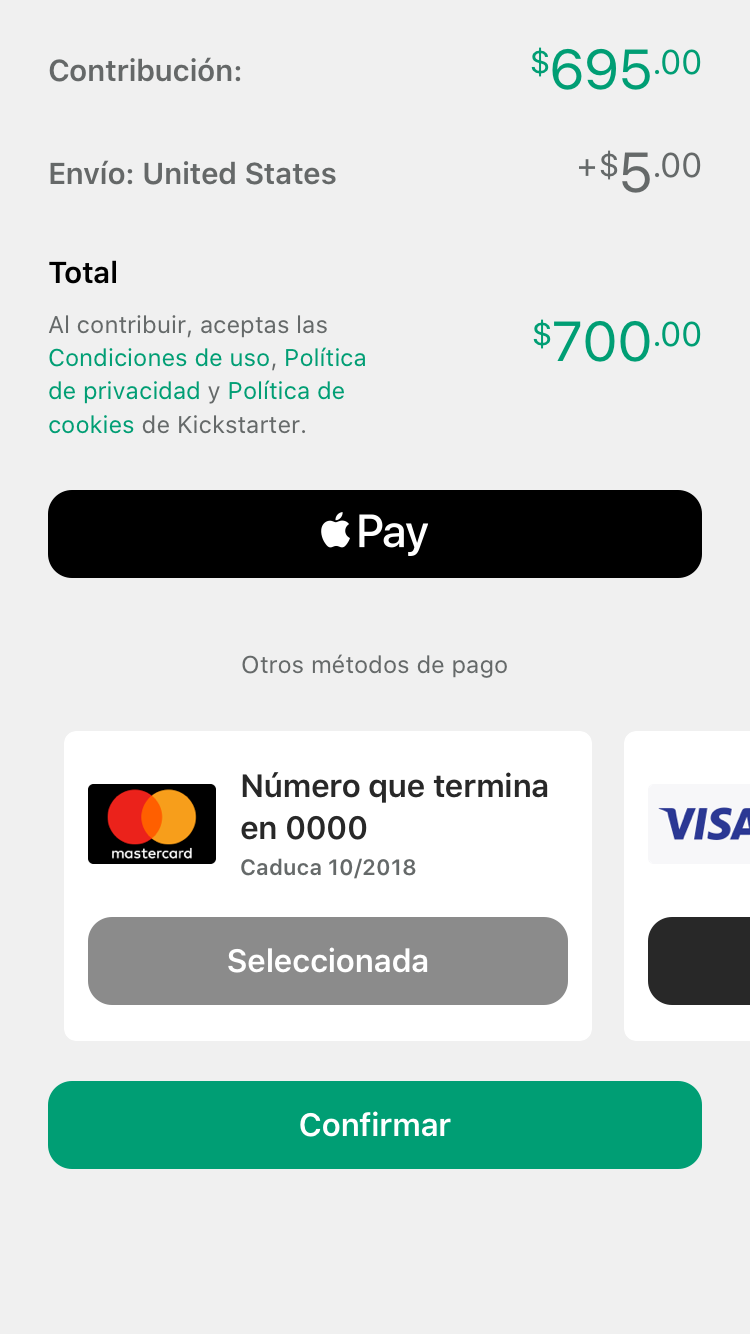 Contribución:
$695.00
Envío: United States
+$5.00
Total
Al contribuir, aceptas las
Condiciones de uso, Política
de privacidad y Política de
cookies de Kickstarter.
$700.00
Pay
Otros métodos de pago
mastercard
Número que termina
en 0000
Caduca 10/2018
Seleccionada
VISA
Confirmar